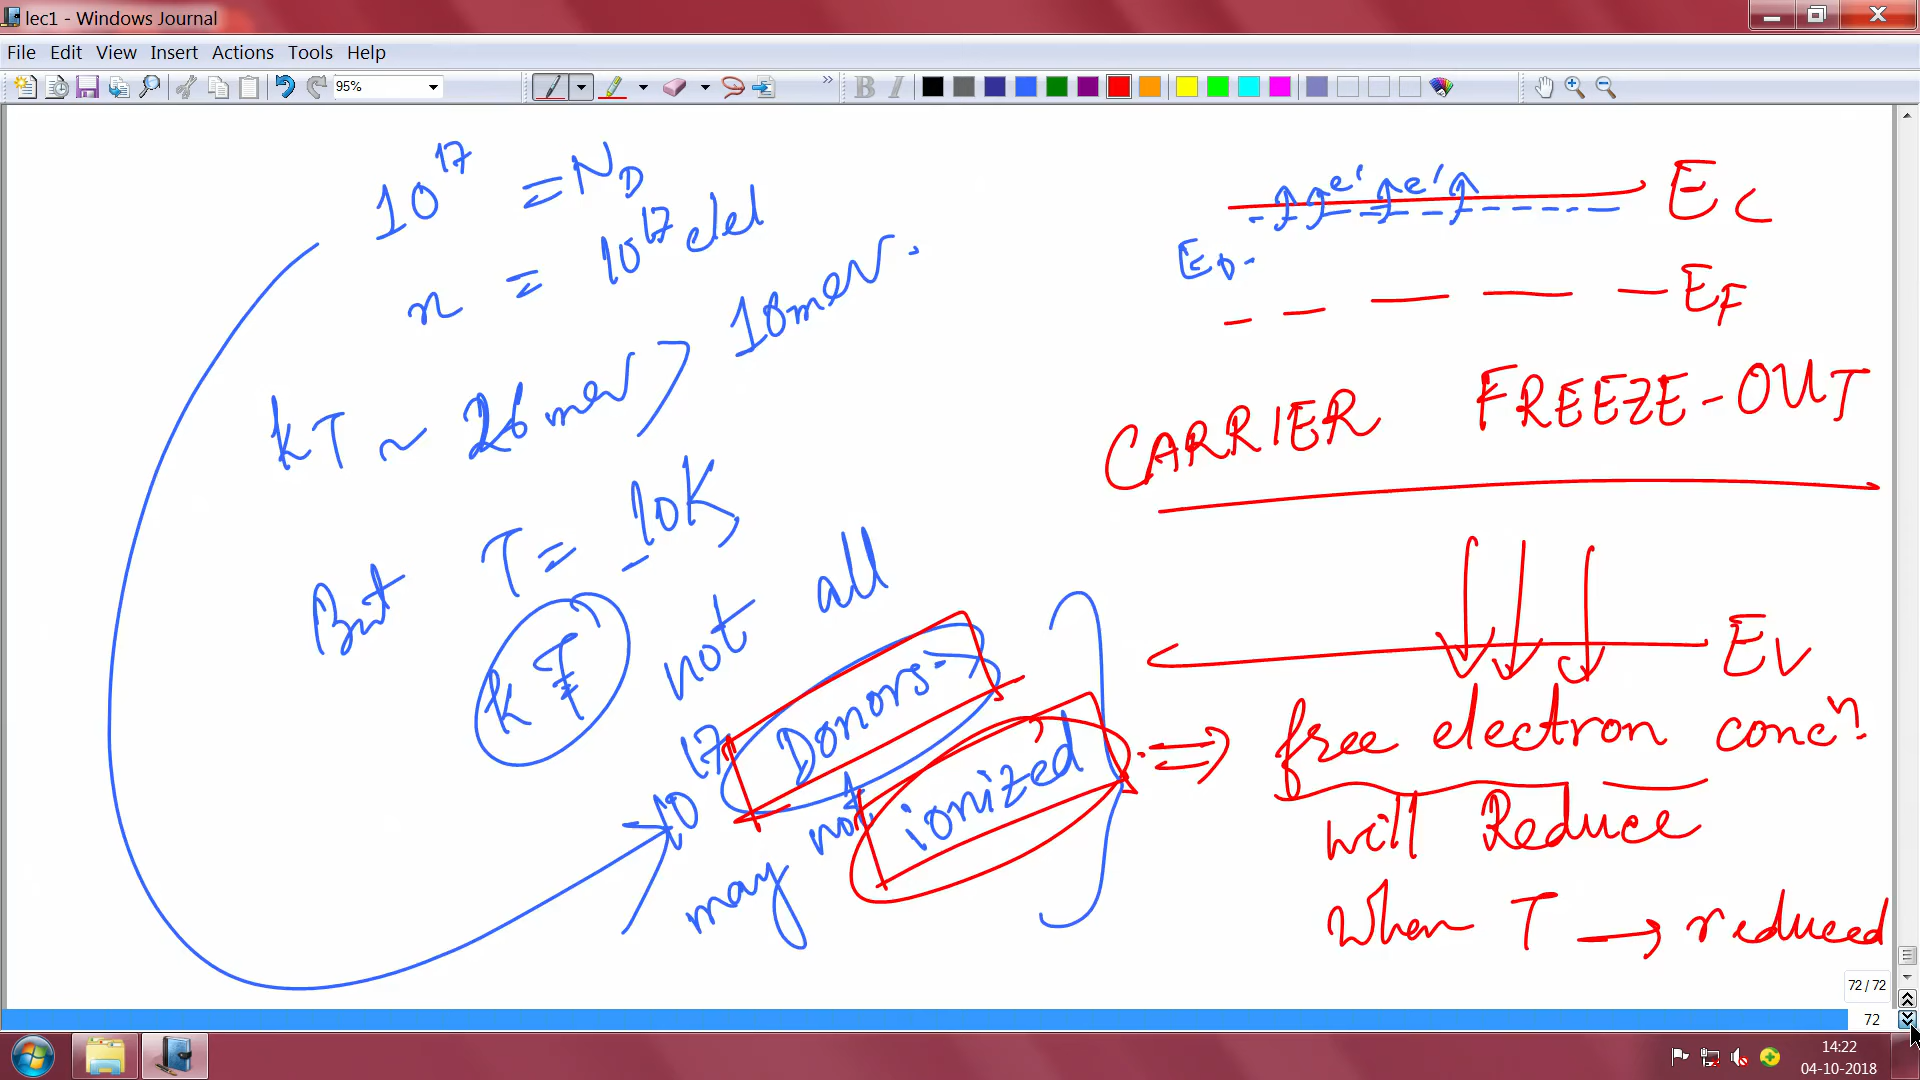 lec1 - Windows Journal
File Edit View Insert Actions Tools Help
95%
10^17 = N_D
n = 10^17 elel
kT ~ 26 mev > 10mev.
But T = 10K
kT
not all
10^17 Donors
may not ionized
e' e'
E_C
E_D.
E_F
CARRIER FREEZE-OUT
E_V
⇒ free electron conc^n
will Reduce
When T → reduced
72 / 72
72
14:22
04-10-2018